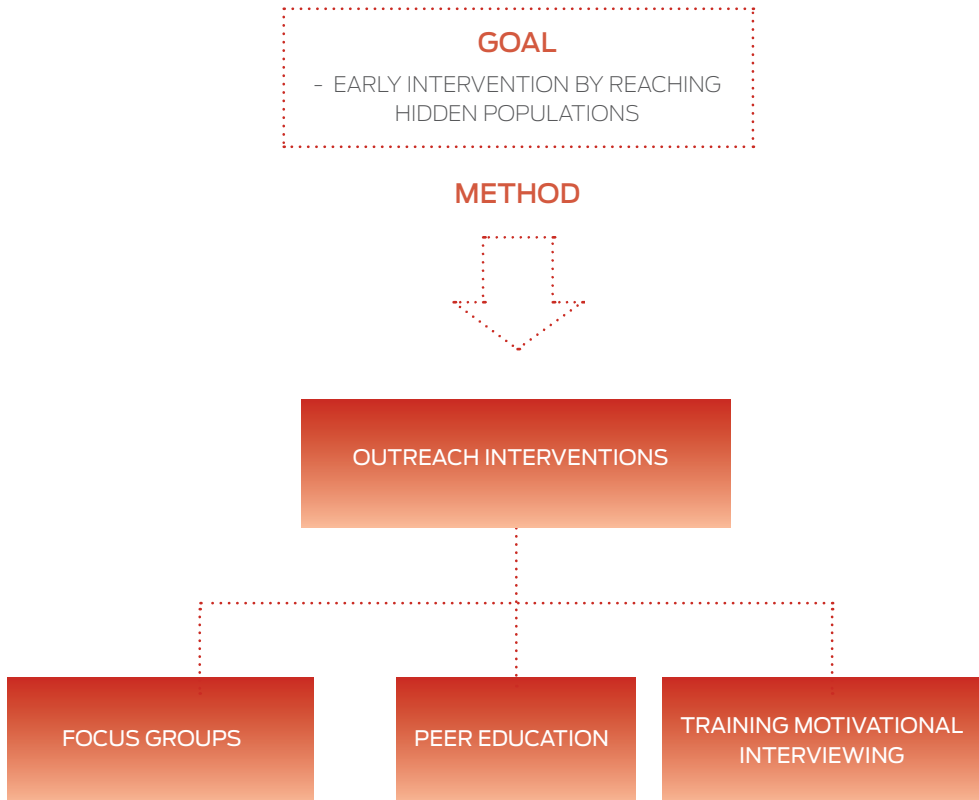 GOAL
- EARLY INTERVENTION BY REACHING
HIDDEN POPULATIONS
METHOD
OUTREACH INTERVENTIONS
FOCUS GROUPS
PEER EDUCATION
TRAINING MOTIVATIONAL
INTERVIEWING